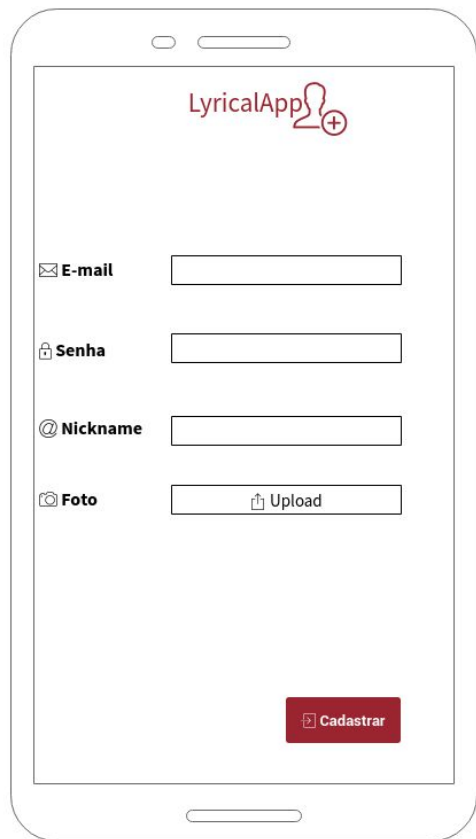 LyricalApp
E-mail
Senha
@ Nickname
Foto
Upload
Cadastrar